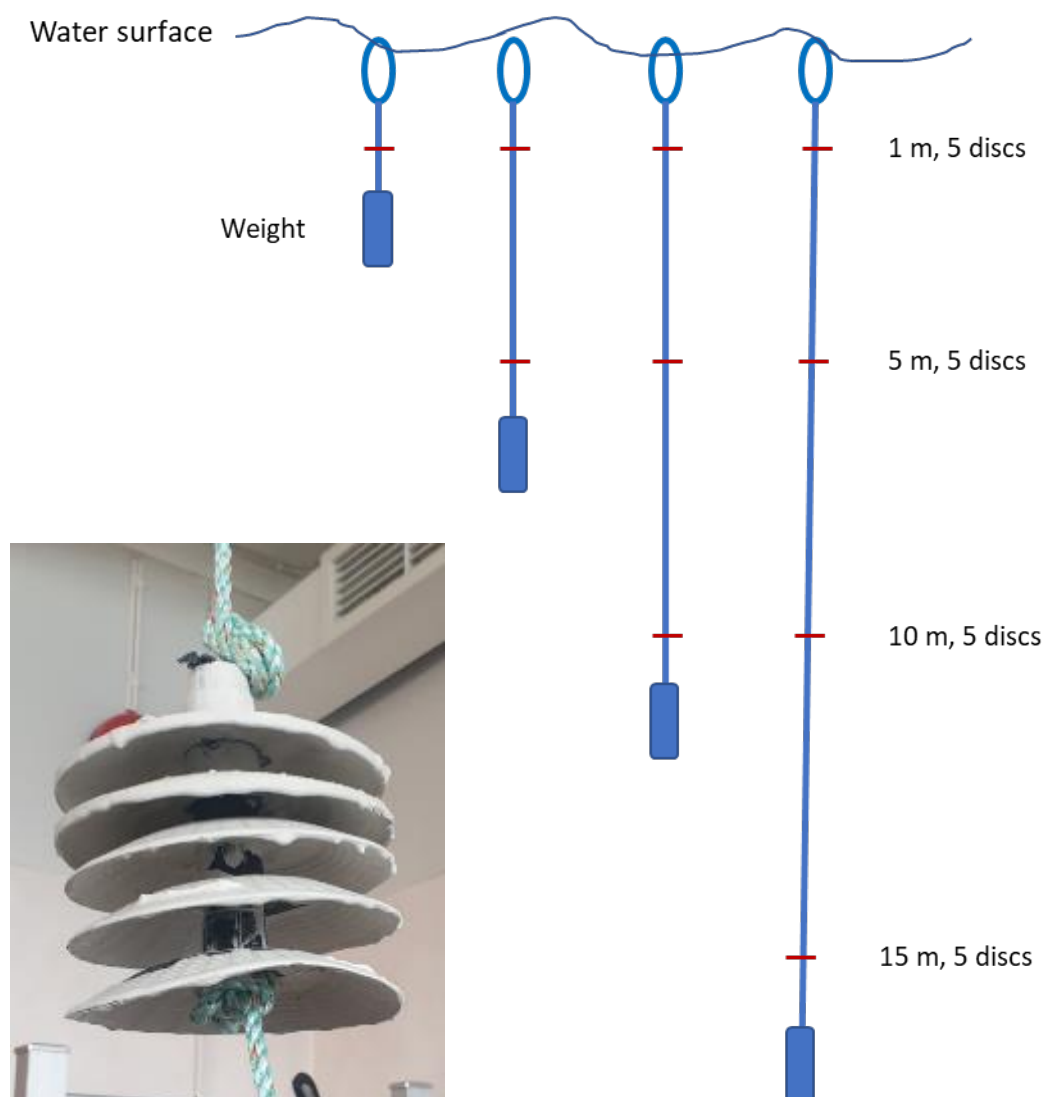 Water surface
1 m, 5 discs
Weight
5 m, 5 discs
10 m, 5 discs
15 m, 5 discs